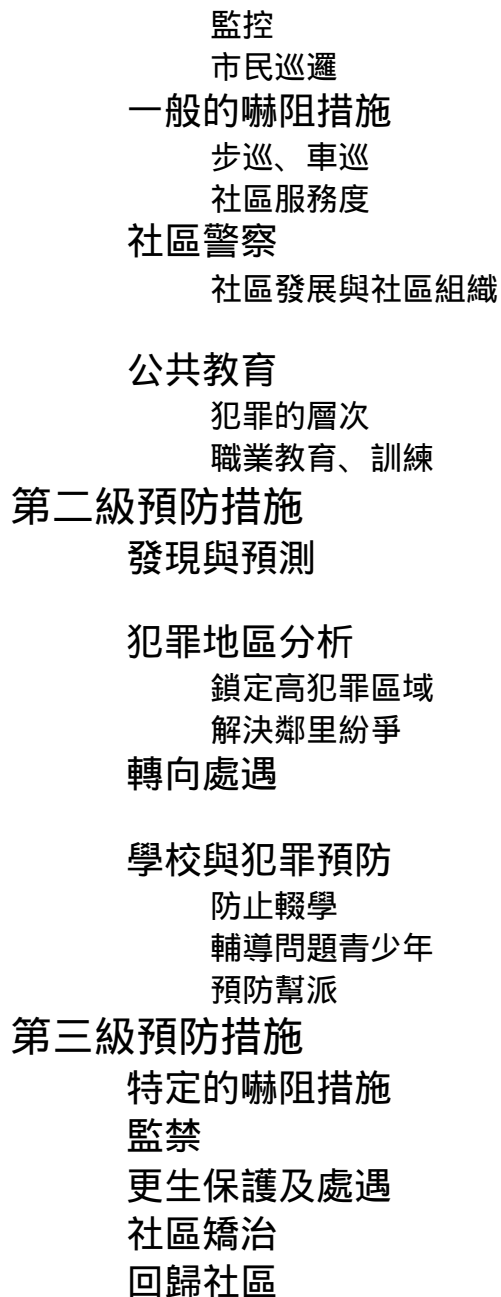 監控
市民巡邏
一般的嚇阻措施
步巡、車巡
社區服務度
社區警察
社區發展與社區組織
公共教育
犯罪的層次
職業教育、訓練
第二級預防措施
發現與預測
犯罪地區分析
鎖定高犯罪區域
解決鄰里紛爭
轉向處遇
學校與犯罪預防
防止輟學
輔導問題青少年
預防幫派
第三級預防措施
特定的嚇阻措施
監禁
更生保護及處遇
社區矯治
回歸社區